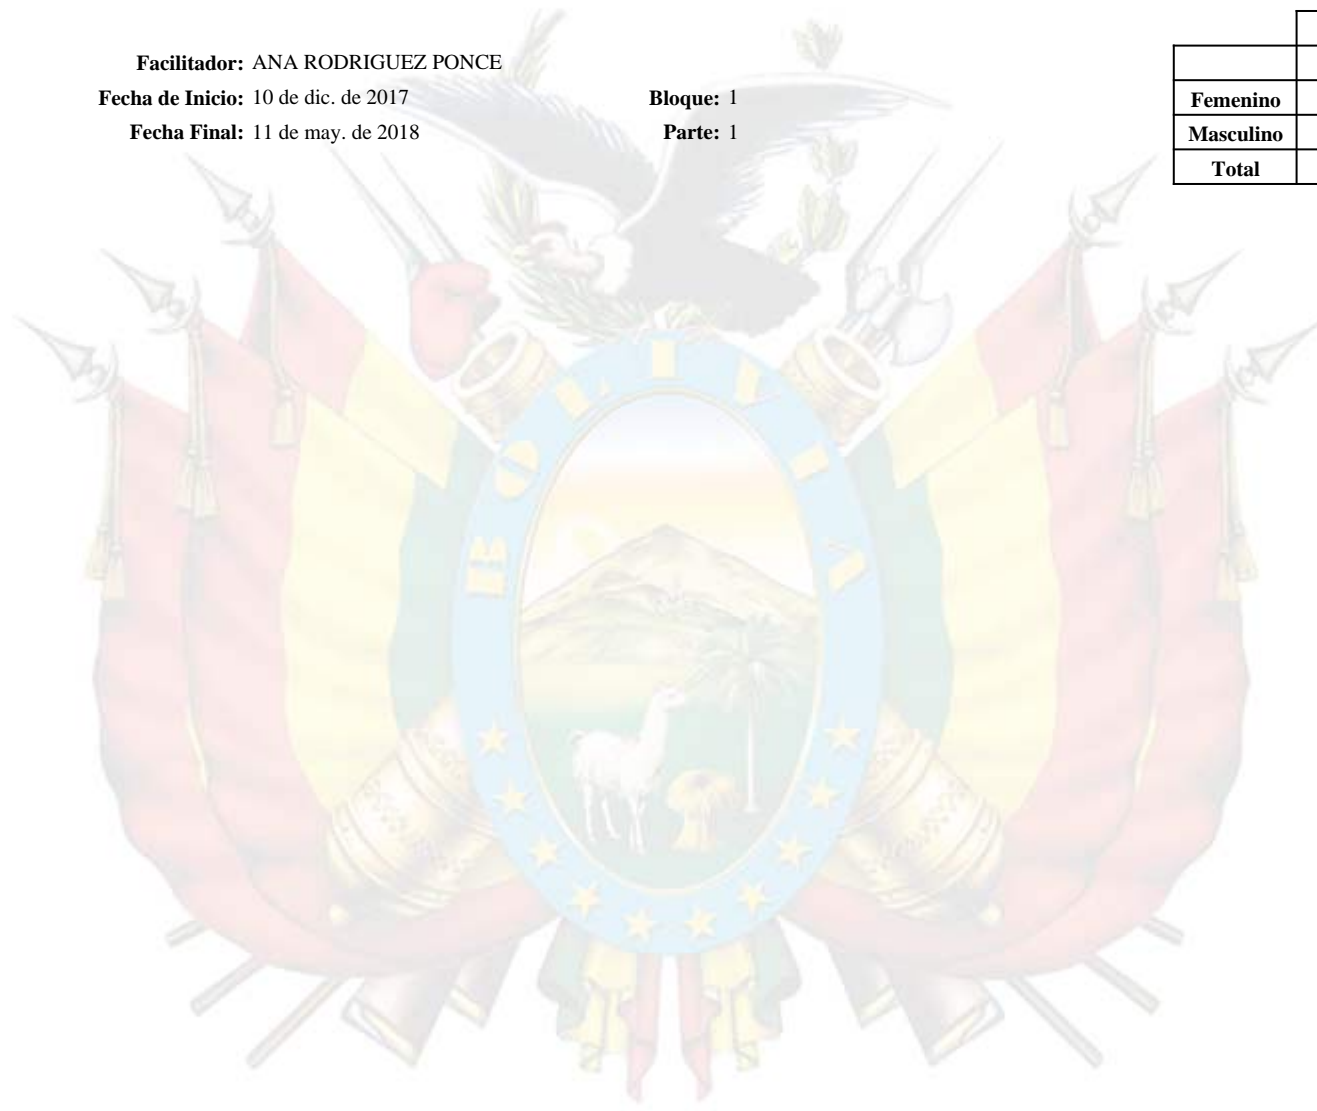 Facilitador: ANA RODRIGUEZ PONCE
Fecha de Inicio: 10 de dic. de 2017 Bloque: 1
Fecha Final: 11 de may. de 2018 Parte: 1
Femenino
Masculino
Total
BOLIVIA